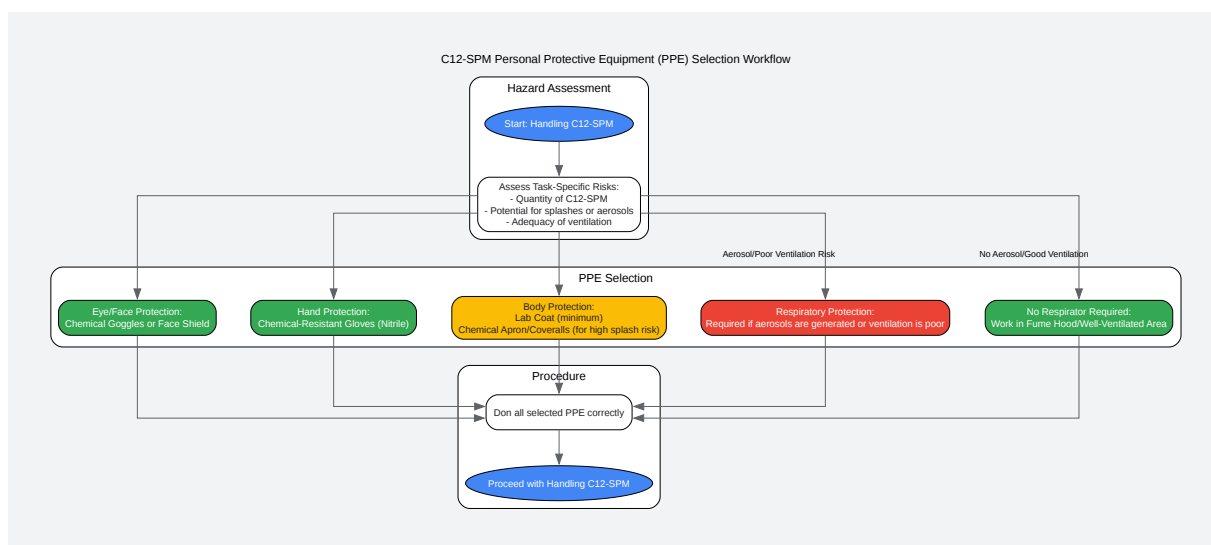 C12-SPM Personal Protective Equipment (PPE) Selection Workflow
Hazard Assessment
Start: Handling C12-SPM
Assess Task-Specific Risks:
- Quantity of C12-SPM
- Potential for splashes or aerosols
- Adequacy of ventilation
Aerosol/Poor Ventilation Risk
No Aerosol/Good Ventilation
PPE Selection
Eye/Face Protection:
Chemical Goggles or Face Shield
Hand Protection:
Chemical-Resistant Gloves (Nitrile)
Body Protection:
Lab Coat (minimum)
Chemical Apron/Coveralls (for high splash risk)
Respiratory Protection:
Required if aerosols are generated or ventilation is poor
No Respirator Required:
Work in Fume Hood/Well-Ventilated Area
Procedure
Don all selected PPE correctly
Proceed with Handling C12-SPM